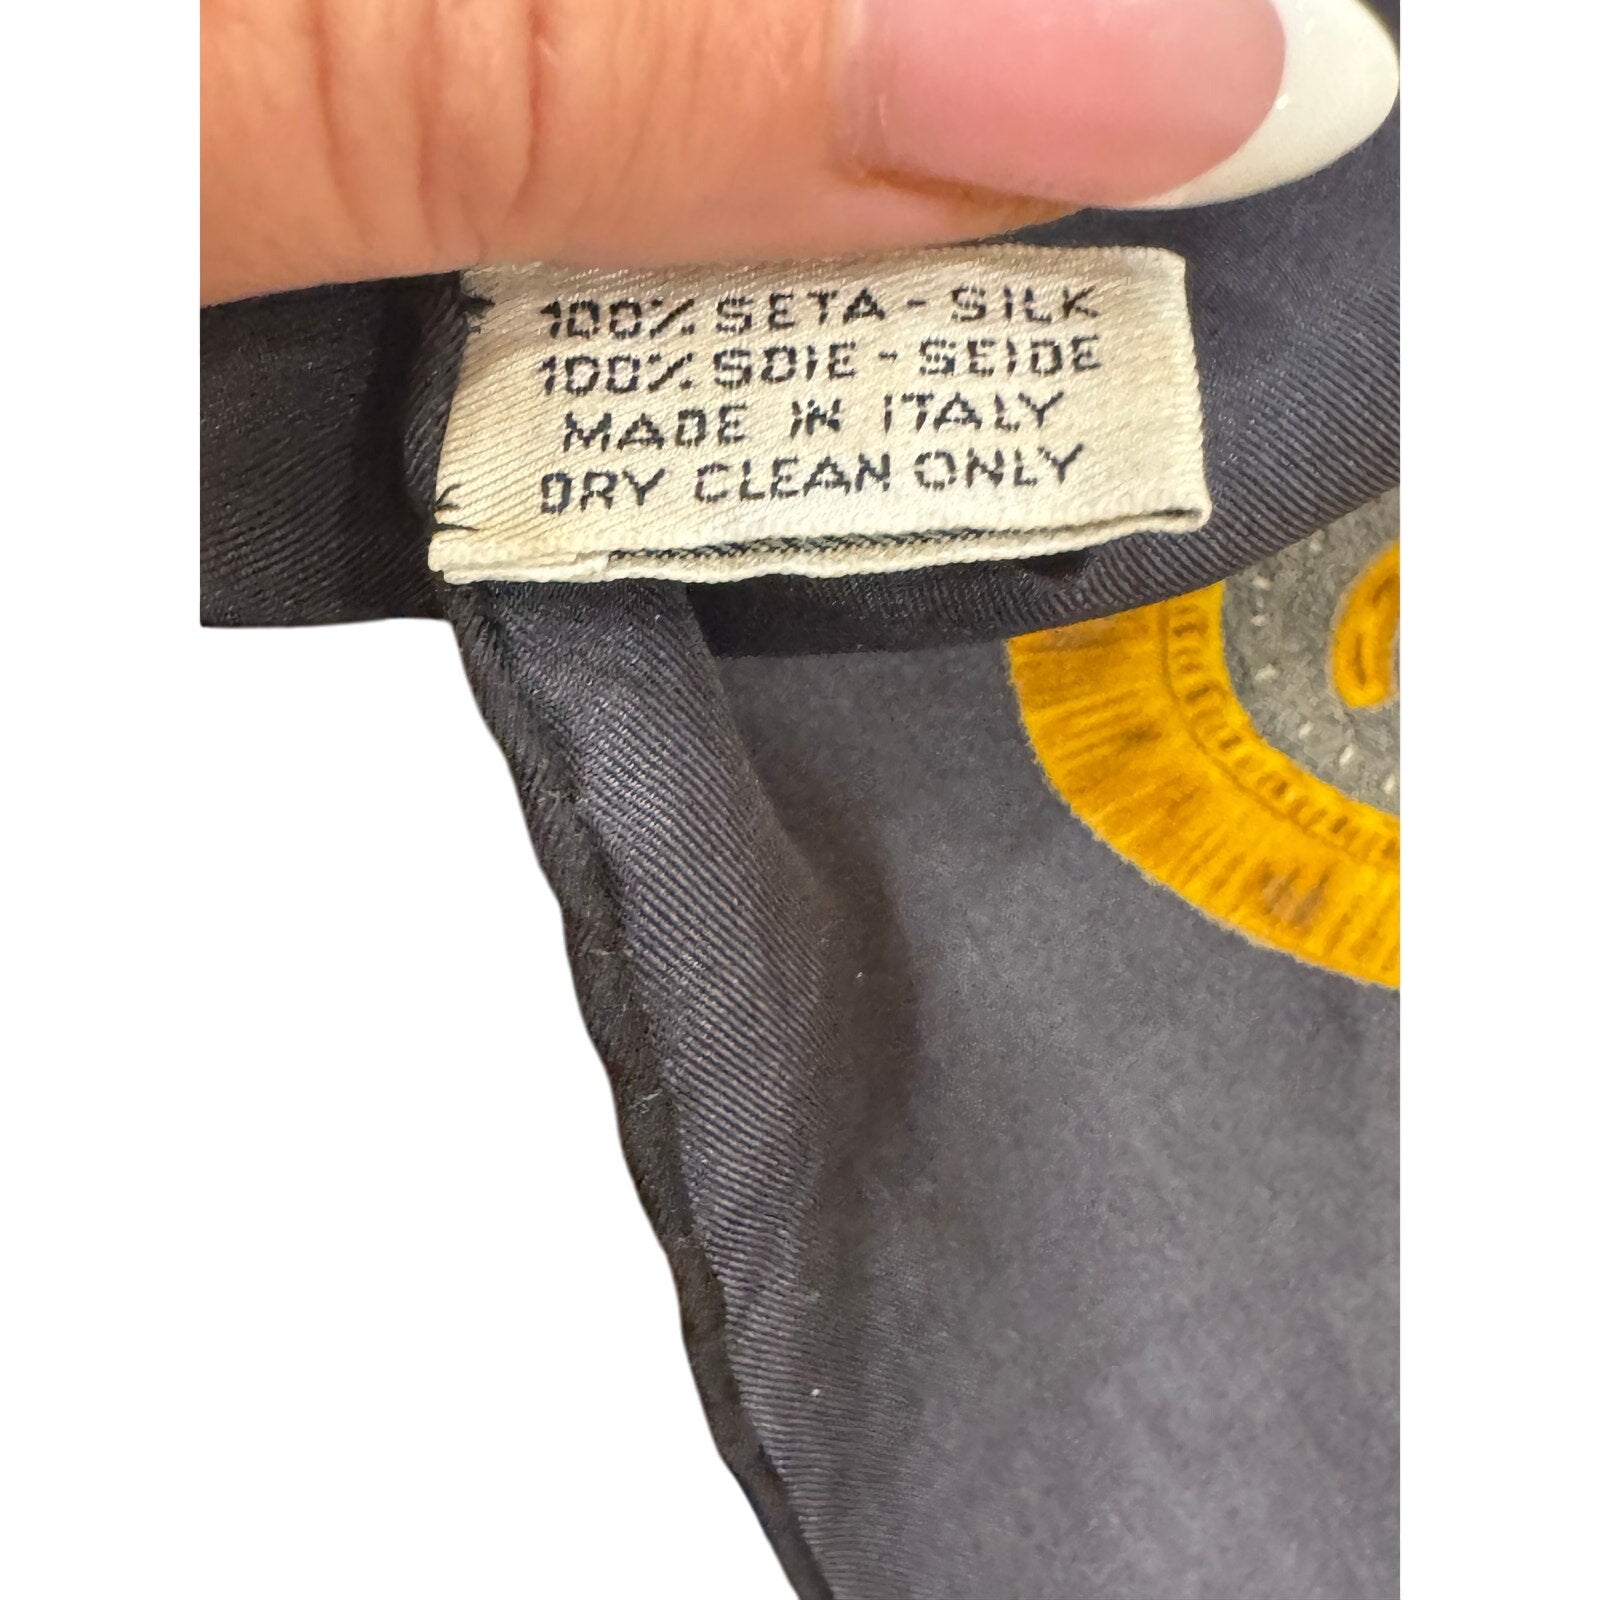 100% SETA - SILK
100% SOIE - SEIDE
MADE IN ITALY
DRY CLEAN ONLY